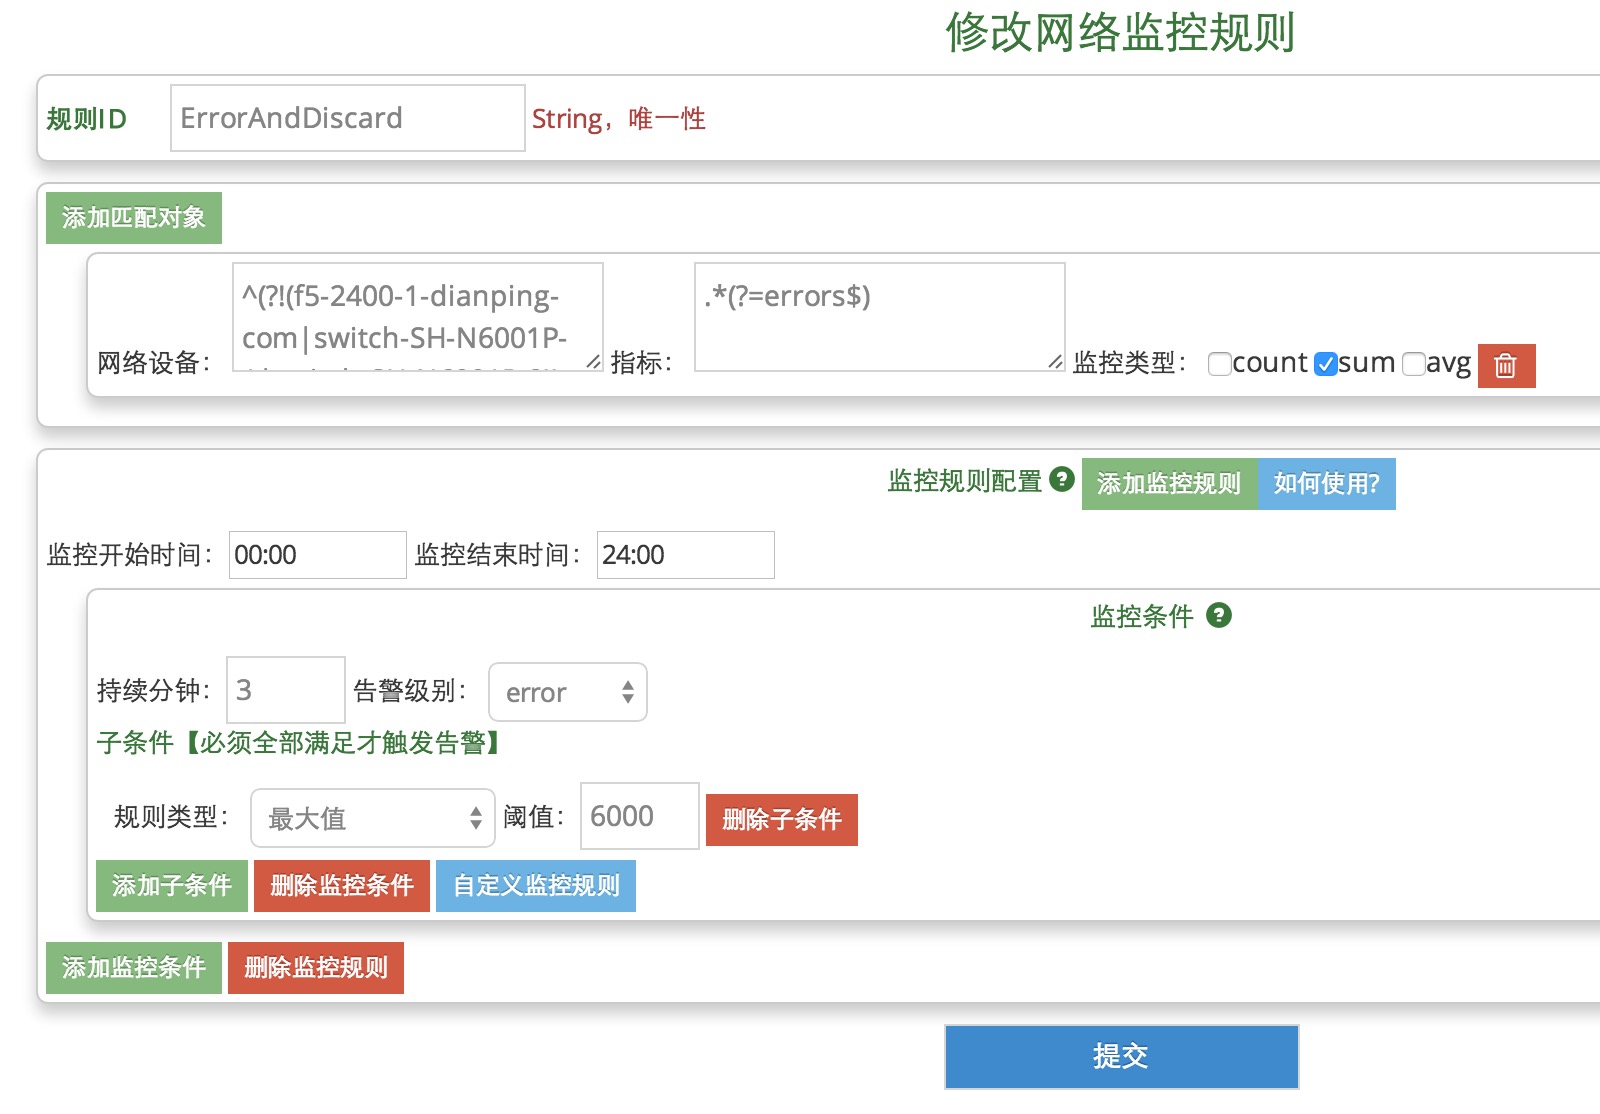 修改网络监控规则
规则ID ErrorAndDiscard String，唯一性
添加匹配对象
^(?!(f5-2400-1-dianping-
com|switch-SH-N6001P-
.*(?=errors$)
网络设备： 指标： 监控类型： count sum avg
监控规则配置 ? 添加监控规则 如何使用?
监控开始时间： 00:00 监控结束时间： 24:00
监控条件 ?
持续分钟： 3 告警级别： error
子条件【必须全部满足才触发告警】
规则类型： 最大值 阈值： 6000 删除子条件
添加子条件 删除监控条件 自定义监控规则
添加监控条件 删除监控规则
提交